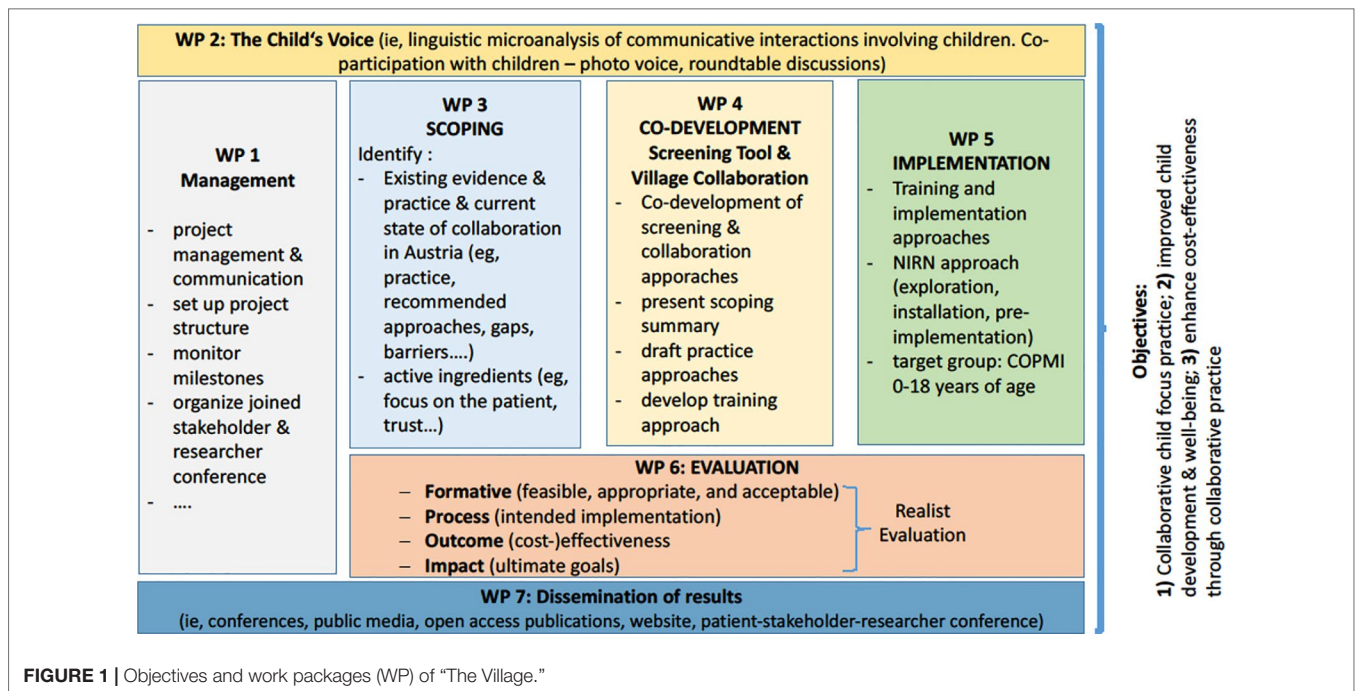 WP 2: The Child's Voice (ie, linguistic microanalysis of communicative interactions involving children. Co-
participation with children – photo voice, roundtable discussions)
WP 1
Management
- project
management &
communication
- set up project
structure
- monitor
milestones
- organize joined
stakeholder &
researcher
conference
- ....
WP 3
SCOPING
Identify :
- Existing evidence &
practice & current
state of collaboration
in Austria (eg,
practice,
recommended
approaches, gaps,
barriers....)
- active ingredients (eg,
focus on the patient,
trust...)
WP 4
CO-DEVELOPMENT
Screening Tool &
Village Collaboration
- Co-development of
screening &
collaboration
apporaches
- present scoping
summary
- draft practice
approaches
- develop training
approach
WP 5
IMPLEMENTATION
- Training and
implementation
approaches
- NIRN approach
(exploration,
installation, pre-
implementation)
- target group: COPMI
0-18 years of age
WP 6: EVALUATION
– Formative (feasible, appropriate, and acceptable)
– Process (intended implementation)
– Outcome (cost-)effectiveness
– Impact (ultimate goals)
Realist
Evaluation
WP 7: Dissemination of results
(ie, conferences, public media, open access publications, website, patient-stakeholder-researcher conference)
Objectives:
1) Collaborative child focus practice; 2) improved child
development & well-being; 3) enhance cost-effectiveness
through collaborative practice
FIGURE 1 | Objectives and work packages (WP) of "The Village."